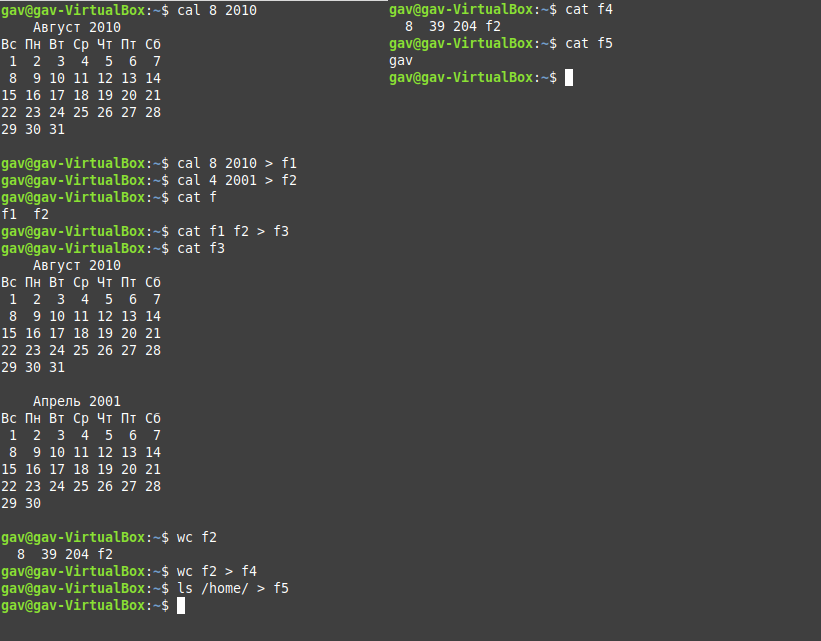 gav@gav-VirtualBox:~$ cal 8 2010
    Август 2010
Вс Пн Вт Ср Чт Пт Сб
 1  2  3  4  5  6  7
 8  9 10 11 12 13 14
15 16 17 18 19 20 21
22 23 24 25 26 27 28
29 30 31

gav@gav-VirtualBox:~$ cal 8 2010 > f1
gav@gav-VirtualBox:~$ cal 4 2001 > f2
gav@gav-VirtualBox:~$ cat f
f1  f2
gav@gav-VirtualBox:~$ cat f1 f2 > f3
gav@gav-VirtualBox:~$ cat f3
    Август 2010
Вс Пн Вт Ср Чт Пт Сб
 1  2  3  4  5  6  7
 8  9 10 11 12 13 14
15 16 17 18 19 20 21
22 23 24 25 26 27 28
29 30 31

    Апрель 2001
Вс Пн Вт Ср Чт Пт Сб
 1  2  3  4  5  6  7
 8  9 10 11 12 13 14
15 16 17 18 19 20 21
22 23 24 25 26 27 28
29 30

gav@gav-VirtualBox:~$ wc f2
  8  39 204 f2
gav@gav-VirtualBox:~$ wc f2 > f4
gav@gav-VirtualBox:~$ ls /home/ > f5
gav@gav-VirtualBox:~$
gav@gav-VirtualBox:~$ cat f4
  8  39 204 f2
gav@gav-VirtualBox:~$ cat f5
gav
gav@gav-VirtualBox:~$